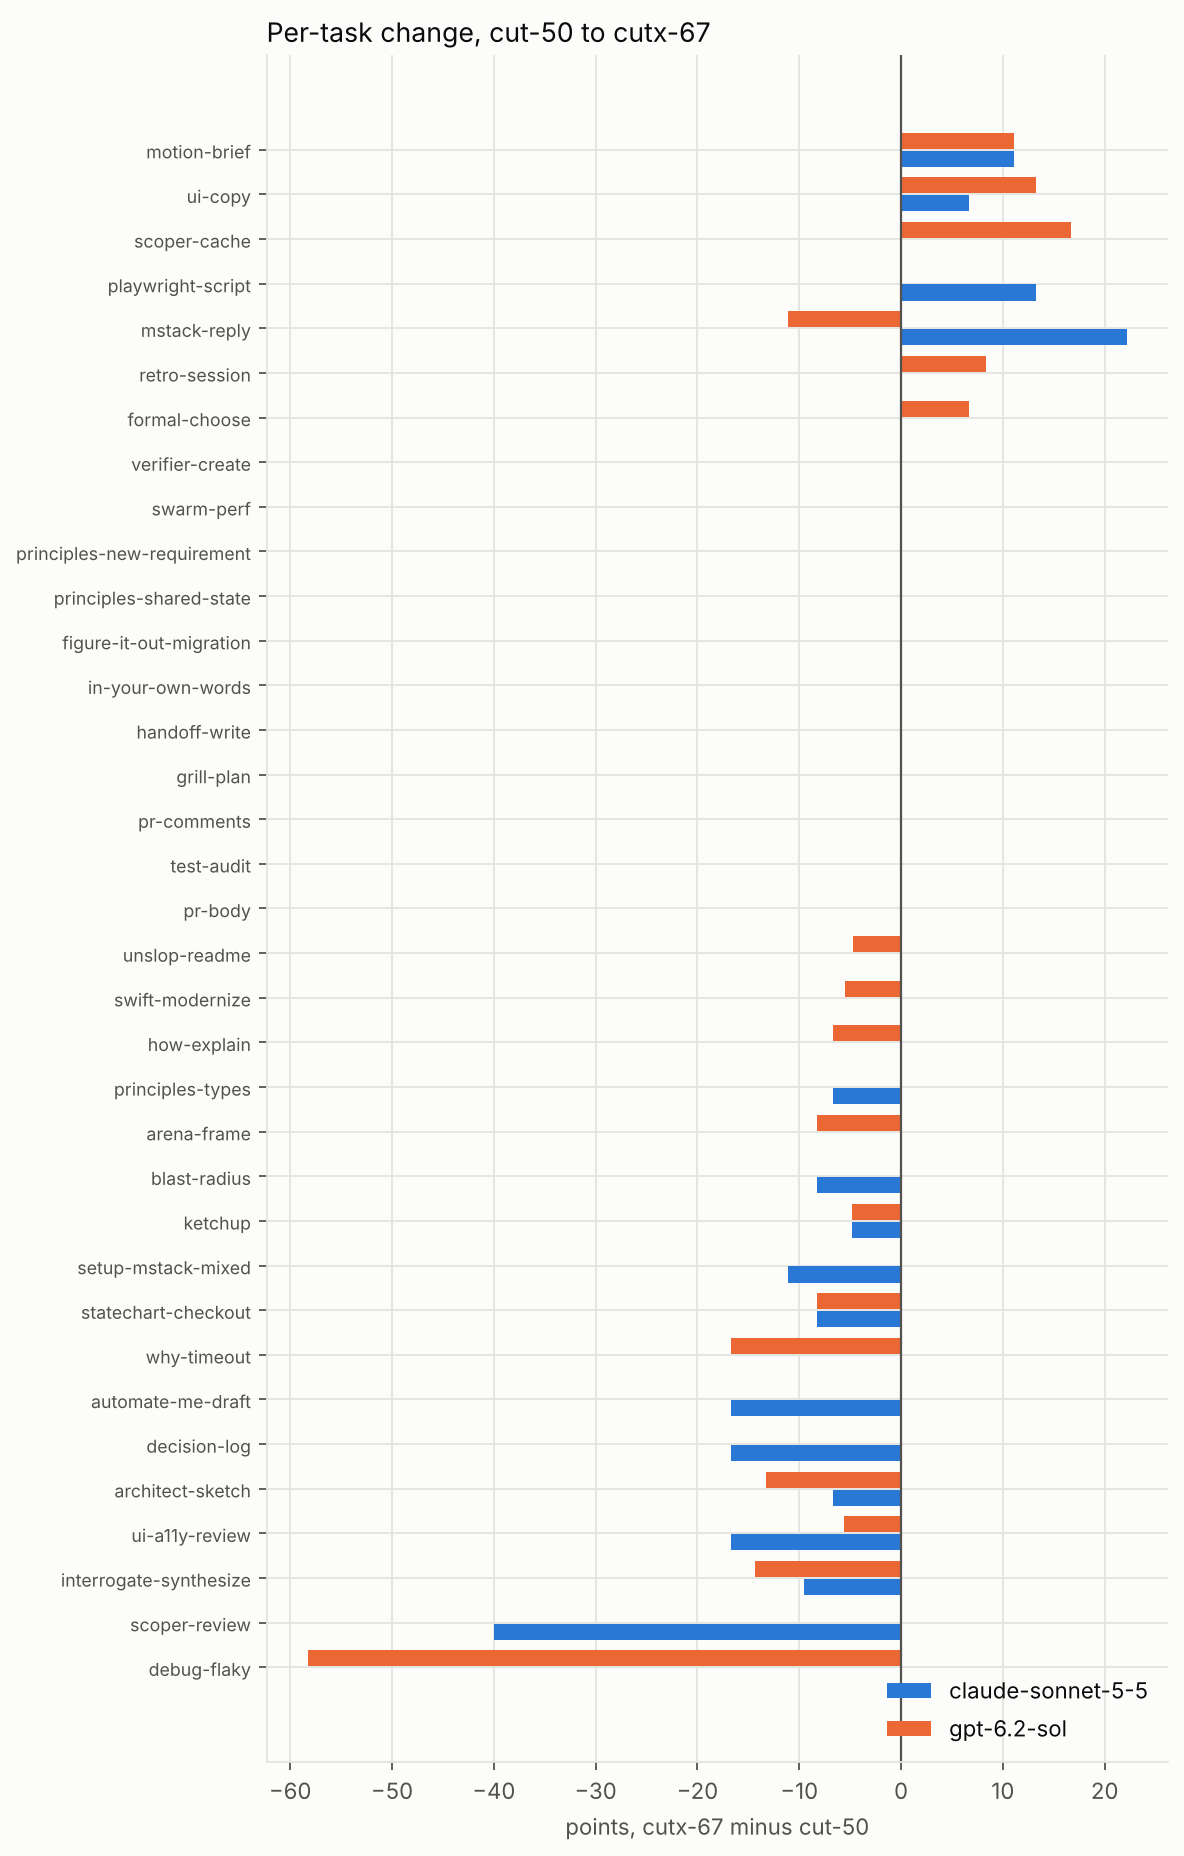 Per-task change, cut-50 to cutx-67
motion-brief
ui-copy
scoper-cache
playwright-script
mstack-reply
retro-session
formal-choose
verifier-create
swarm-perf
principles-new-requirement
principles-shared-state
figure-it-out-migration
in-your-own-words
handoff-write
grill-plan
pr-comments
test-audit
pr-body
unslop-readme
swift-modernize
how-explain
principles-types
arena-frame
blast-radius
ketchup
setup-mstack-mixed
statechart-checkout
why-timeout
automate-me-draft
decision-log
architect-sketch
ui-a11y-review
interrogate-synthesize
scoper-review
debug-flaky
claude-sonnet-5-5
gpt-6.2-sol
−60 −50 −40 −30 −20 −10 0 10 20
points, cutx-67 minus cut-50